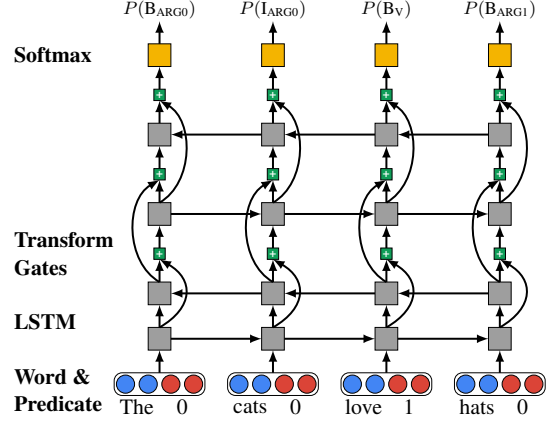 P(B_ARG0) P(I_ARG0) P(B_V) P(B_ARG1)
Softmax
+ + + +
+ + + +
Transform
Gates
+ + + +
LSTM
Word &
Predicate
The 0 cats 0 love 1 hats 0